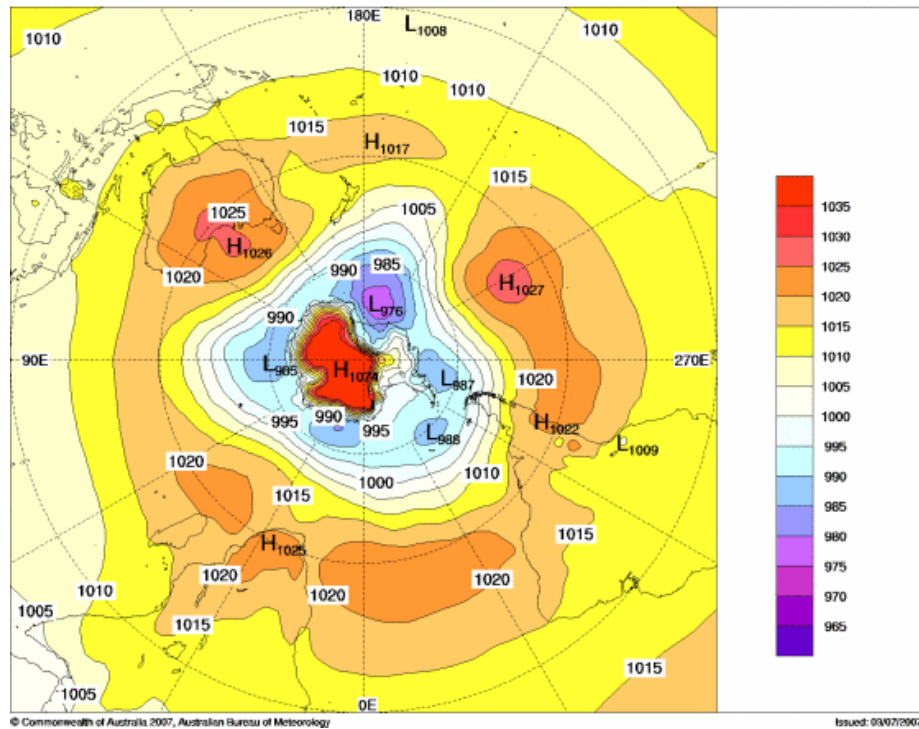 180E
L1008
1010
1010
1010
1010
1015
H1017
1015
1005
1025
H1026
990
985
1020
L976
H1027
990
1035
1030
1025
1020
1015
1010
1005
1000
995
990
985
980
975
970
965
90E
L985
H1074
L987
1020
270E
995
990
995
L988
H1022
L1009
1020
1010
1000
1015
1015
H1025
1020
1020
1020
1010
1005
1015
1015
1005
0E
© Commonwealth of Australia 2007, Australian Bureau of Meteorology
Issued: 03/07/2007